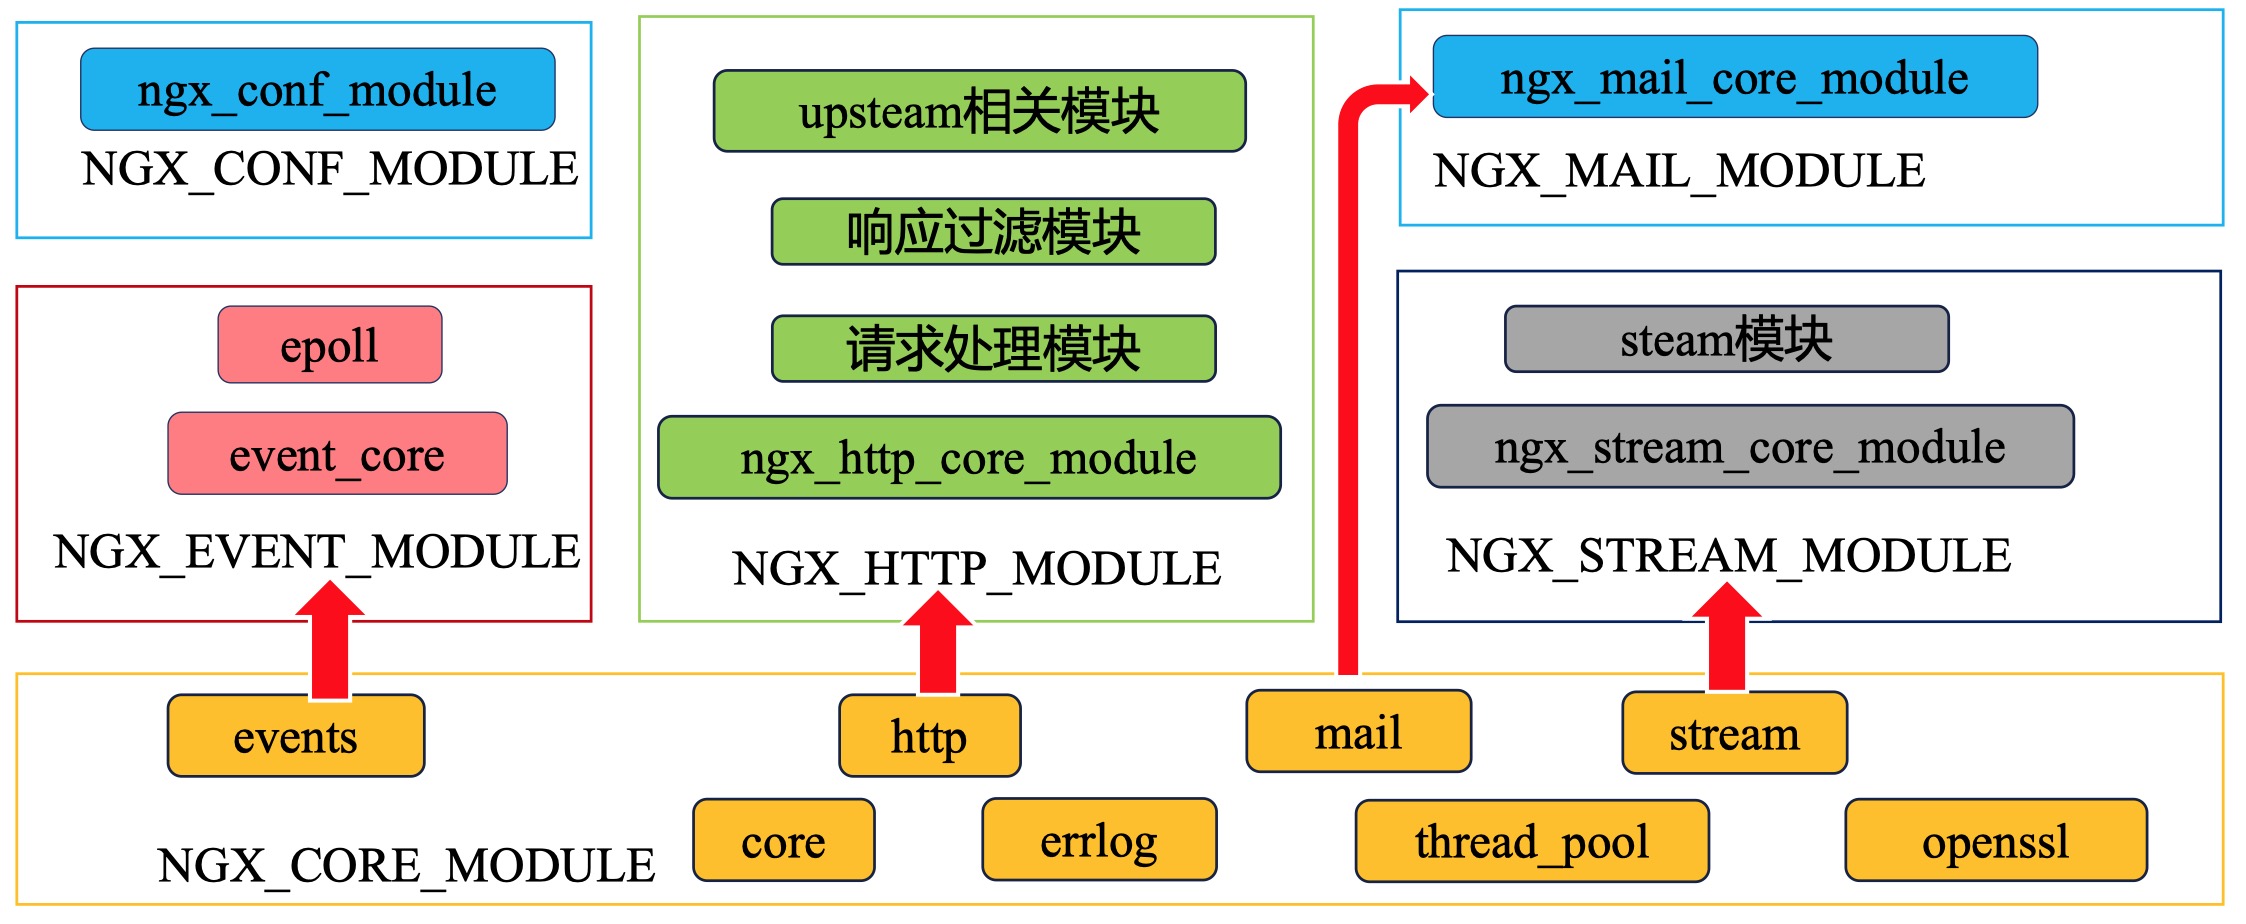 ngx_conf_module
NGX_CONF_MODULE
upsteam相关模块
响应过滤模块
请求处理模块
ngx_http_core_module
NGX_HTTP_MODULE
ngx_mail_core_module
NGX_MAIL_MODULE
epoll
event_core
NGX_EVENT_MODULE
steam模块
ngx_stream_core_module
NGX_STREAM_MODULE
events
http
mail
stream
core
errlog
thread_pool
openssl
NGX_CORE_MODULE